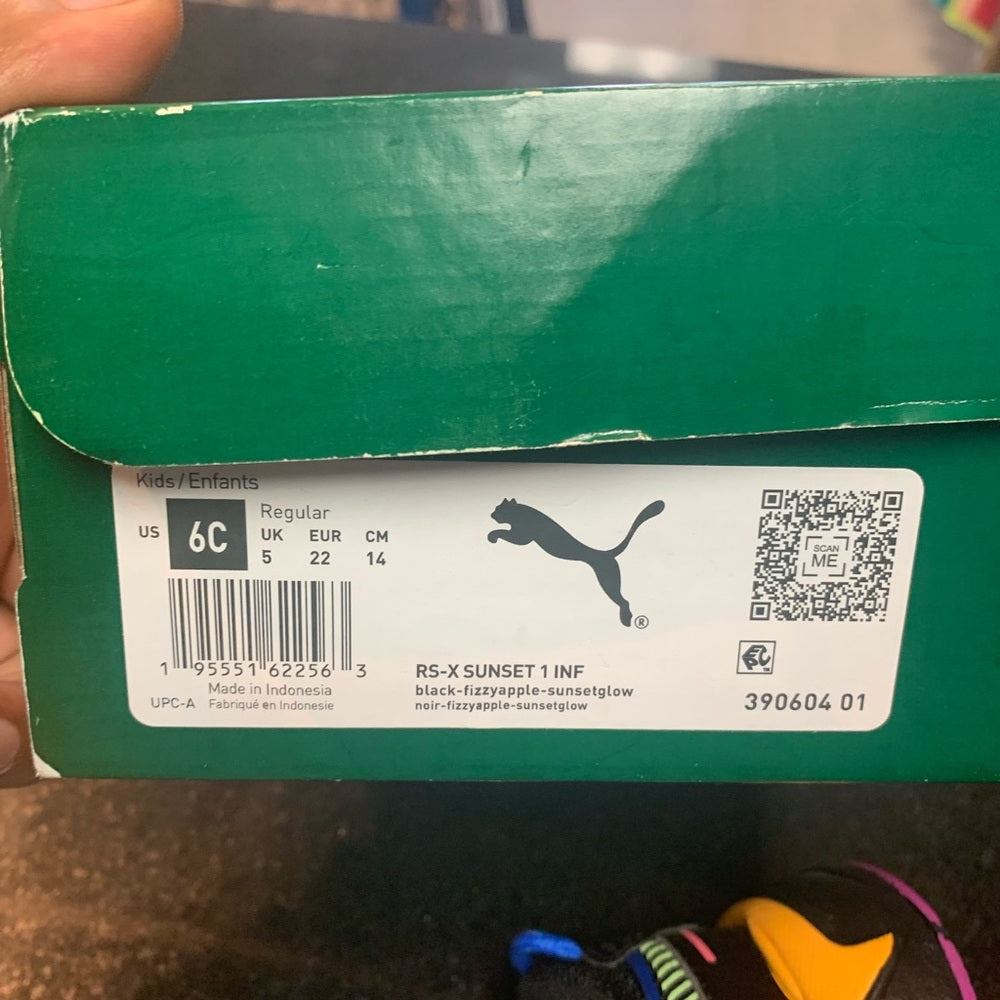 Kids/Enfants
US 6C
Regular
UK EUR CM
5 22 14
1 95551 62256 3
UPC-A
Made in Indonesia
Fabriqué en Indonesie
®
RS-X SUNSET 1 INF
black-fizzyapple-sunsetglow
noir-fizzyapple-sunsetglow
SCAN
ME
390604 01